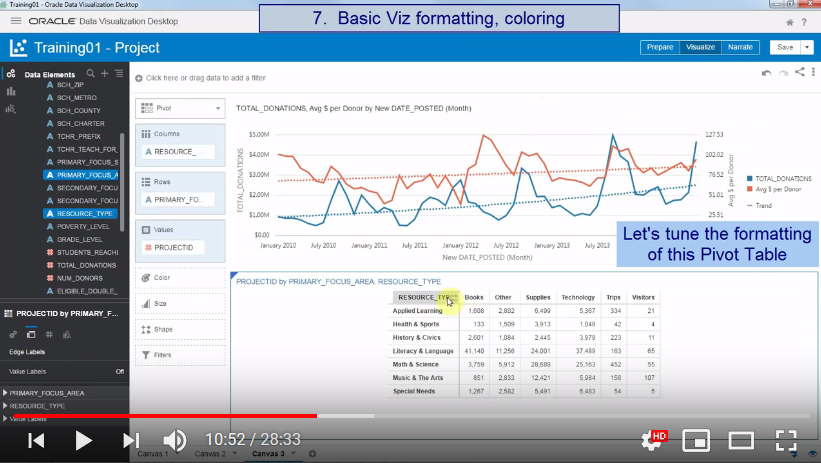 Training01 - Oracle Data Visualization Desktop
7. Basic Viz formatting, coloring
ORACLE Data Visualization Desktop
Training01 - Project
Prepare Visualize Narrate Save
Data Elements
SCH_ZIP
SCH_METRO
SCH_COUNTY
SCH_CHARTER
TCHR_PREFIX
TCHR_TEACH_FOR_
PRIMARY_FOCUS_S
PRIMARY_FOCUS_A
SECONDARY_FOCU
SECONDARY_FOCU
RESOURCE_TYPE
POVERTY_LEVEL
GRADE_LEVEL
STUDENTS_REACHI
TOTAL_DONATIONS
NUM_DONORS
ELIGIBLE_DOUBLE_
PROJECTID by PRIMARY_F...
Edge Labels
Value Labels Off
PRIMARY_FOCUS_AREA
RESOURCE_TYPE
Value Labels
Click here or drag data to add a filter
Pivot
Columns
RESOURCE_
Rows
PRIMARY_FO...
Values
PROJECTID
Color
Size
Shape
Filters
TOTAL_DONATIONS, Avg $ per Donor by New DATE_POSTED (Month)
TOTAL_DONATIONS
$5.00M
$4.00M
$3.00M
$2.00M
$1.00M
$0.00
127.53
102.02
76.52
51.01
25.51
Avg $ per Donor
January 2010 July 2010 January 2011 July 2011 January 2012 July 2012 January 2013 July 2013
New DATE_POSTED (Month)
TOTAL_DONATIONS
Avg $ per Donor
Trend
Let's tune the formatting
of this Pivot Table
PROJECTID by PRIMARY_FOCUS_AREA, RESOURCE_TYPE
RESOURCE_TYPE Books Other Supplies Technology Trips Visitors
Applied Learning 1,608 2,802 6,499 5,367 334 21
Health & Sports 133 1,509 3,913 1,048 42 4
History & Civics 2,601 1,084 2,445 3,979 223 11
Literacy & Language 41,140 11,256 24,001 37,489 163 65
Math & Science 3,759 5,912 28,688 25,163 452 55
Music & The Arts 851 2,833 12,421 5,984 156 107
Special Needs 1,267 2,582 5,491 6,483 54 5
10:52 / 28:33
HD
Canvas 1 Canvas 2 Canvas 3